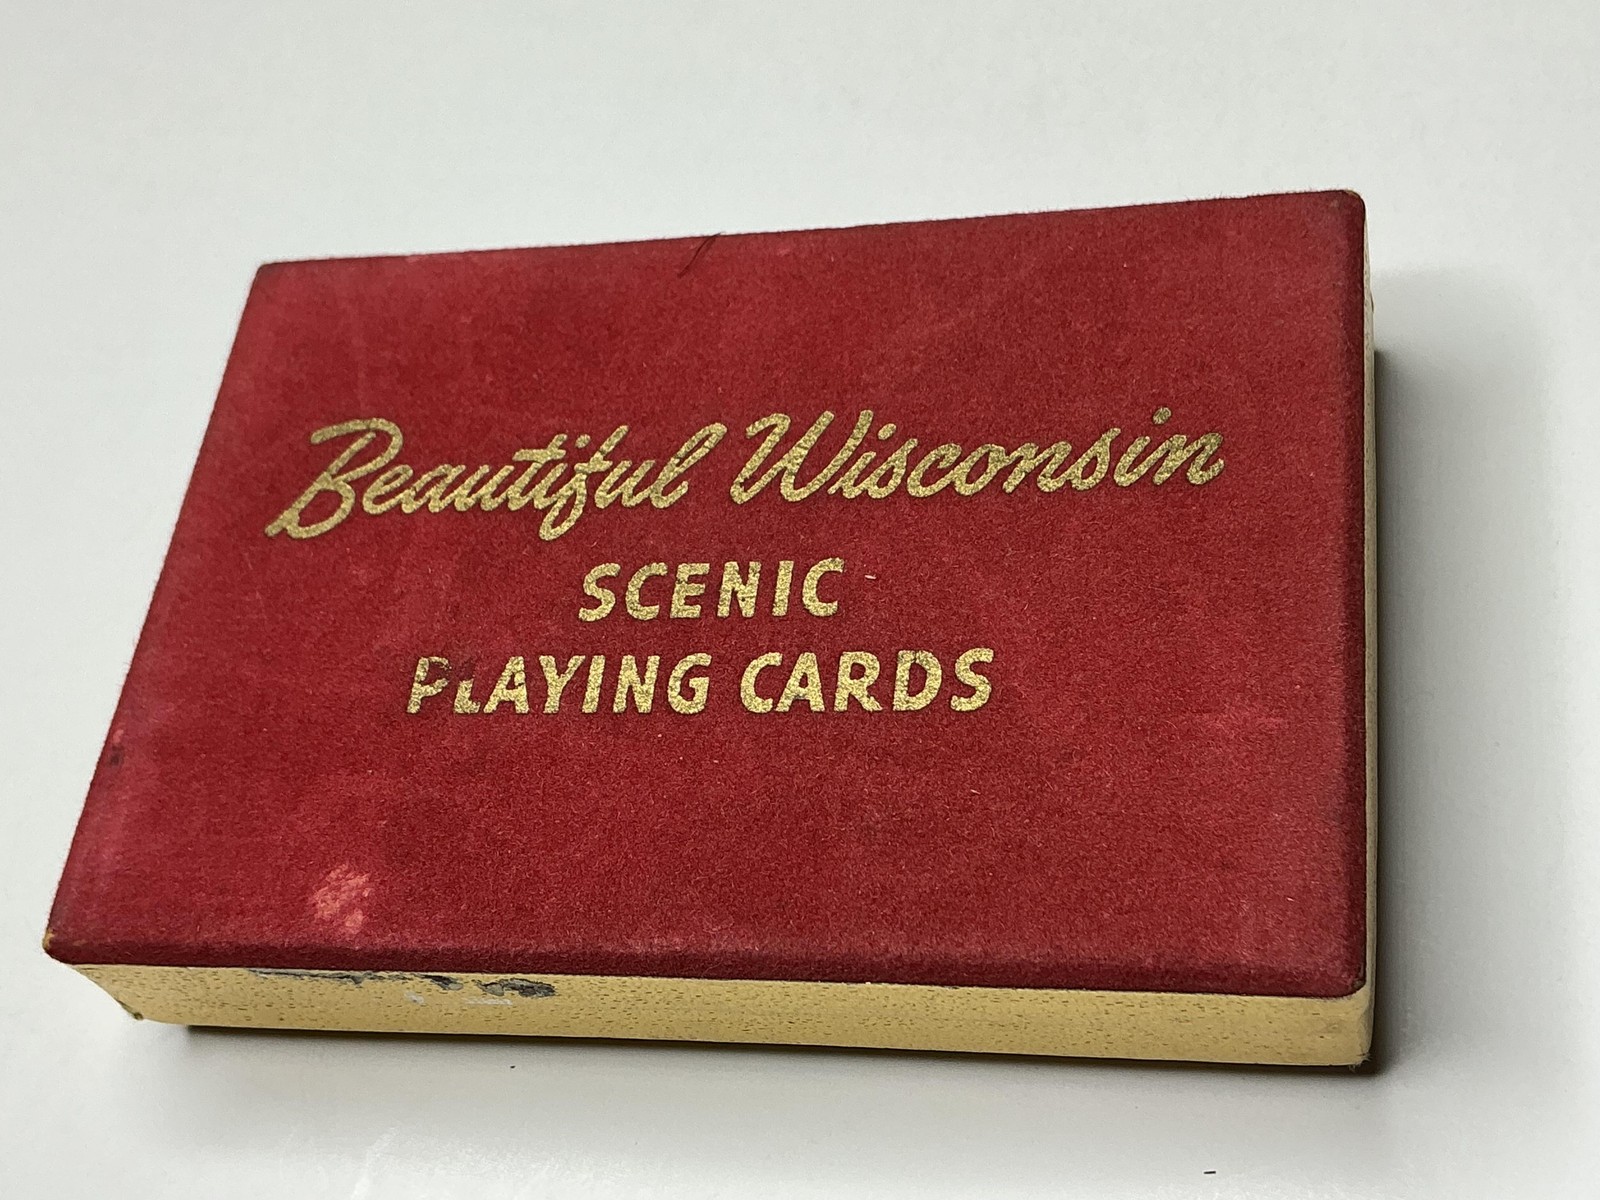 Beautiful Wisconsin
SCENIC
PLAYING CARDS